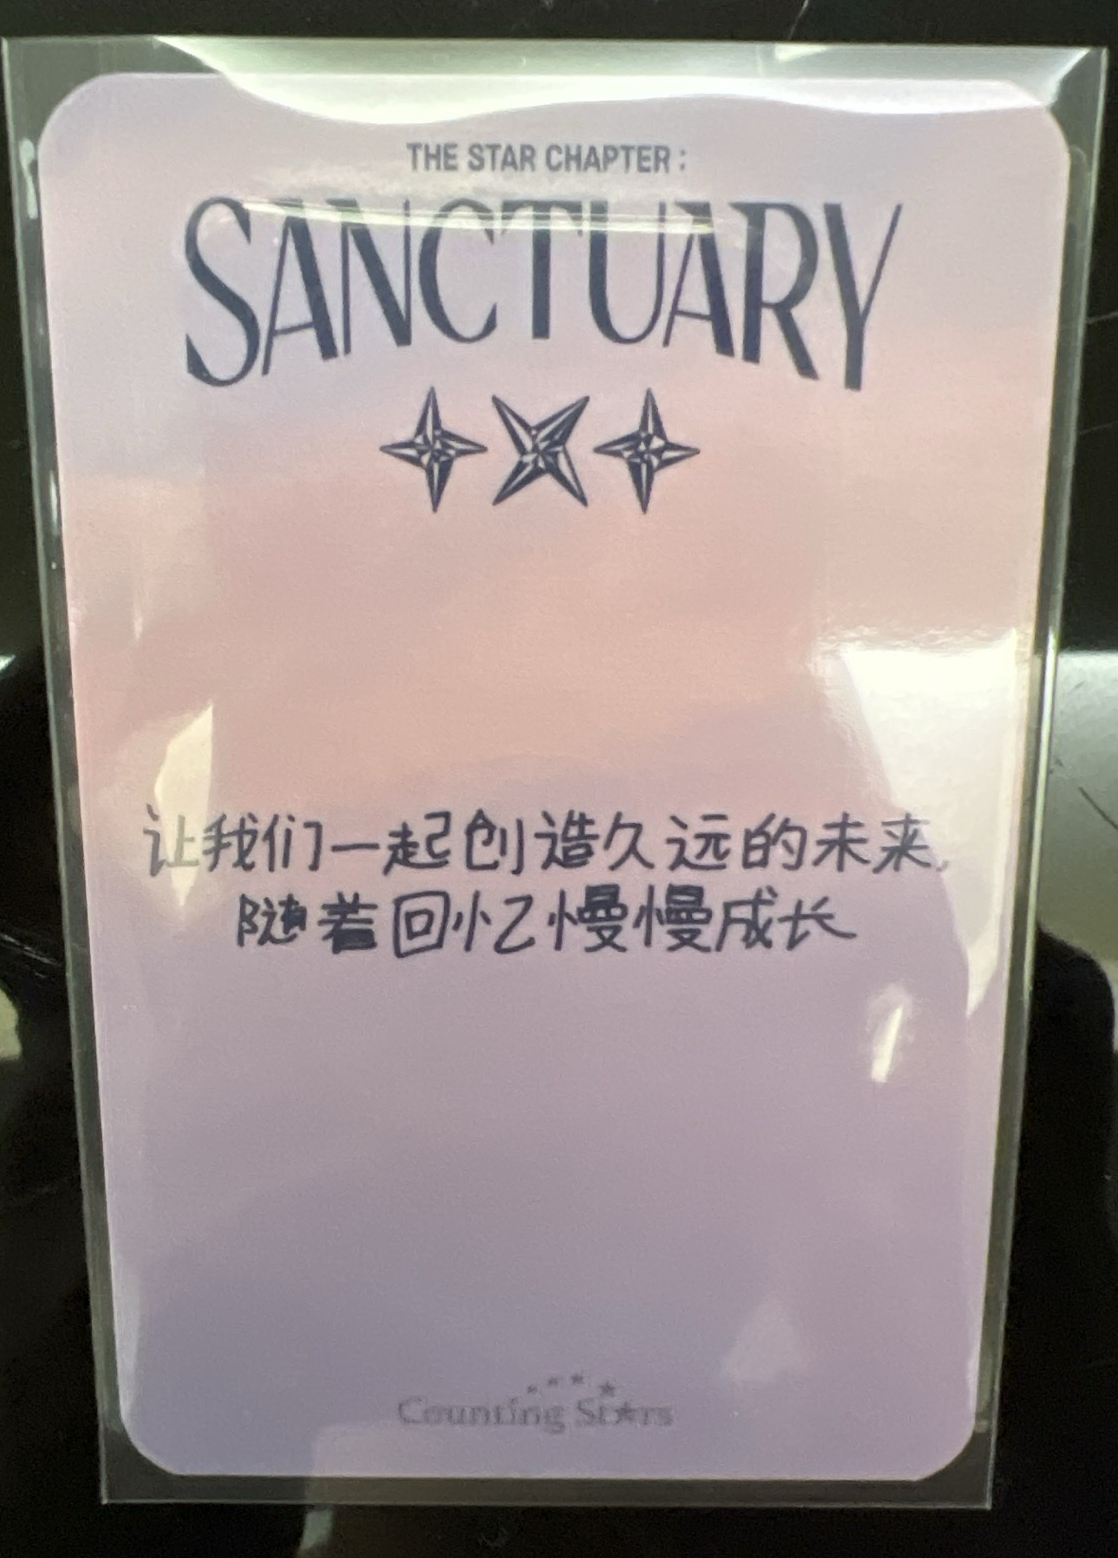 THE STAR CHAPTER :
SANCTUARY
让我们一起创造久远的未来,
随着回忆慢慢成长
Counting Stars